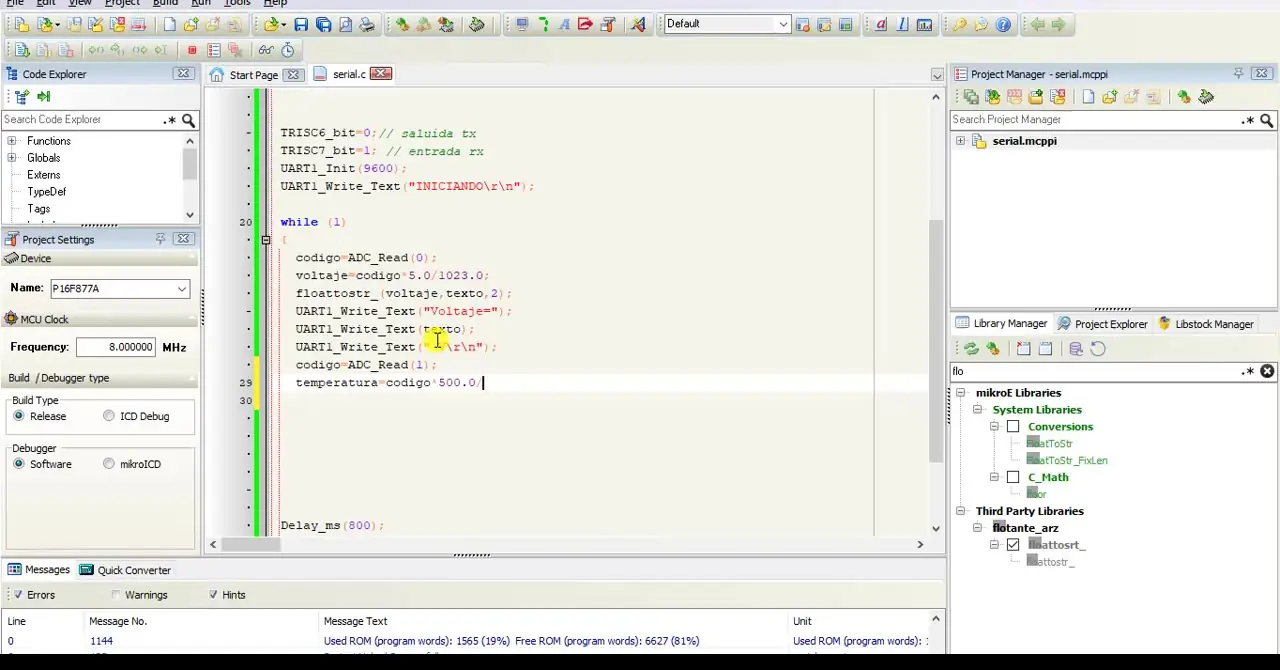 File Edit View Project Build Run Tools Help
Default
Code Explorer
Start Page
serial.c
Project Manager - serial.mcppi
Search Code Explorer
Search Project Manager
Functions
Globals
Externs
TypeDef
Tags
serial.mcppi
TRISC6_bit=0;// saluida tx
TRISC7_bit=1; // entrada rx
UART1_Init(9600);
UART1_Write_Text("INICIANDO\r\n");
20 while (1)
{
codigo=ADC_Read(0);
voltaje=codigo*5.0/1023.0;
floattostr_(voltaje,texto,2);
UART1_Write_Text("Voltaje=");
UART1_Write_Text(texto);
UART1_Write_Text(" \r\n");
codigo=ADC_Read(1);
29 temperatura=codigo*500.0/
30
Delay_ms(800);
Project Settings
Device
Name: P16F877A
MCU Clock
Frequency: 8.000000 MHz
Build / Debugger type
Build Type
Release ICD Debug
Debugger
Software mikroICD
Library Manager Project Explorer Libstock Manager
flo
mikroE Libraries
System Libraries
Conversions
FloatToStr
FloatToStr_FixLen
C_Math
floor
Third Party Libraries
flotante_arz
floattosrt_
floattostr_
Messages Quick Converter
Errors Warnings Hints
Line Message No. Message Text Unit
0 1144 Used ROM (program words): 1565 (19%) Free ROM (program words): 6627 (81%) Used ROM (program words): 1